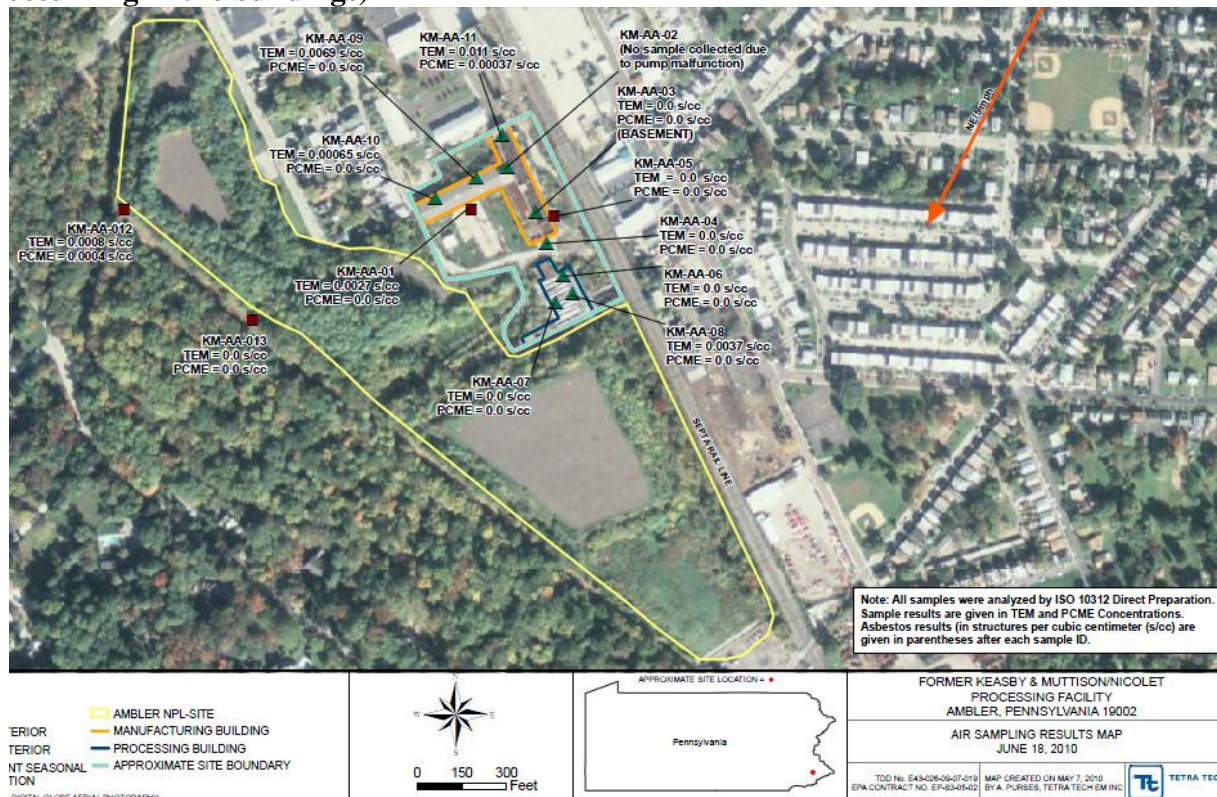 KM-AA-09
TEM = 0.0069 s/cc
PCME = 0.0 s/cc
KM-AA-11
TEM = 0.011 s/cc
PCME = 0.00037 s/cc
KM-AA-02
(No sample collected due
to pump malfunction)
KM-AA-03
TEM = 0.0 s/cc
PCME = 0.0 s/cc
(BASEMENT)
NE 5 mph
KM-AA-10
TEM = 0.00065 s/cc
PCME = 0.0 s/cc
KM-AA-05
TEM = 0.0 s/cc
PCME = 0.0 s/cc
KM-AA-04
TEM = 0.0 s/cc
PCME = 0.0 s/cc
KM-AA-012
TEM = 0.0008 s/cc
PCME = 0.0004 s/cc
KM-AA-01
TEM = 0.0027 s/cc
PCME = 0.0 s/cc
KM-AA-06
TEM = 0.0 s/cc
PCME = 0.0 s/cc
KM-AA-013
TEM = 0.0 s/cc
PCME = 0.0 s/cc
KM-AA-08
TEM = 0.0037 s/cc
PCME = 0.0 s/cc
KM-AA-07
TEM = 0.0 s/cc
PCME = 0.0 s/cc
SEPTA RAIL LINE
Note: All samples were analyzed by ISO 10312 Direct Preparation.
Sample results are given in TEM and PCME Concentrations.
Asbestos results (in structures per cubic centimeter (s/cc) are
given in parentheses after each sample ID.
TERIOR
TERIOR
NT SEASONAL
TION
AMBLER NPL-SITE
MANUFACTURING BUILDING
PROCESSING BUILDING
APPROXIMATE SITE BOUNDARY
N
W
E
S
0 150 300
Feet
APPROXIMATE SITE LOCATION =
Pennsylvania
FORMER KEASBY & MUTTISON/NICOLET
PROCESSING FACILITY
AMBLER, PENNSYLVANIA 19002
AIR SAMPLING RESULTS MAP
JUNE 18, 2010
TDD No. E43-026-09-07-019
EPA CONTRACT NO. EP-S3-05-02
MAP CREATED ON MAY 7, 2010
BY A. PURSES, TETRA TECH EM INC
Tt
TETRA TEC